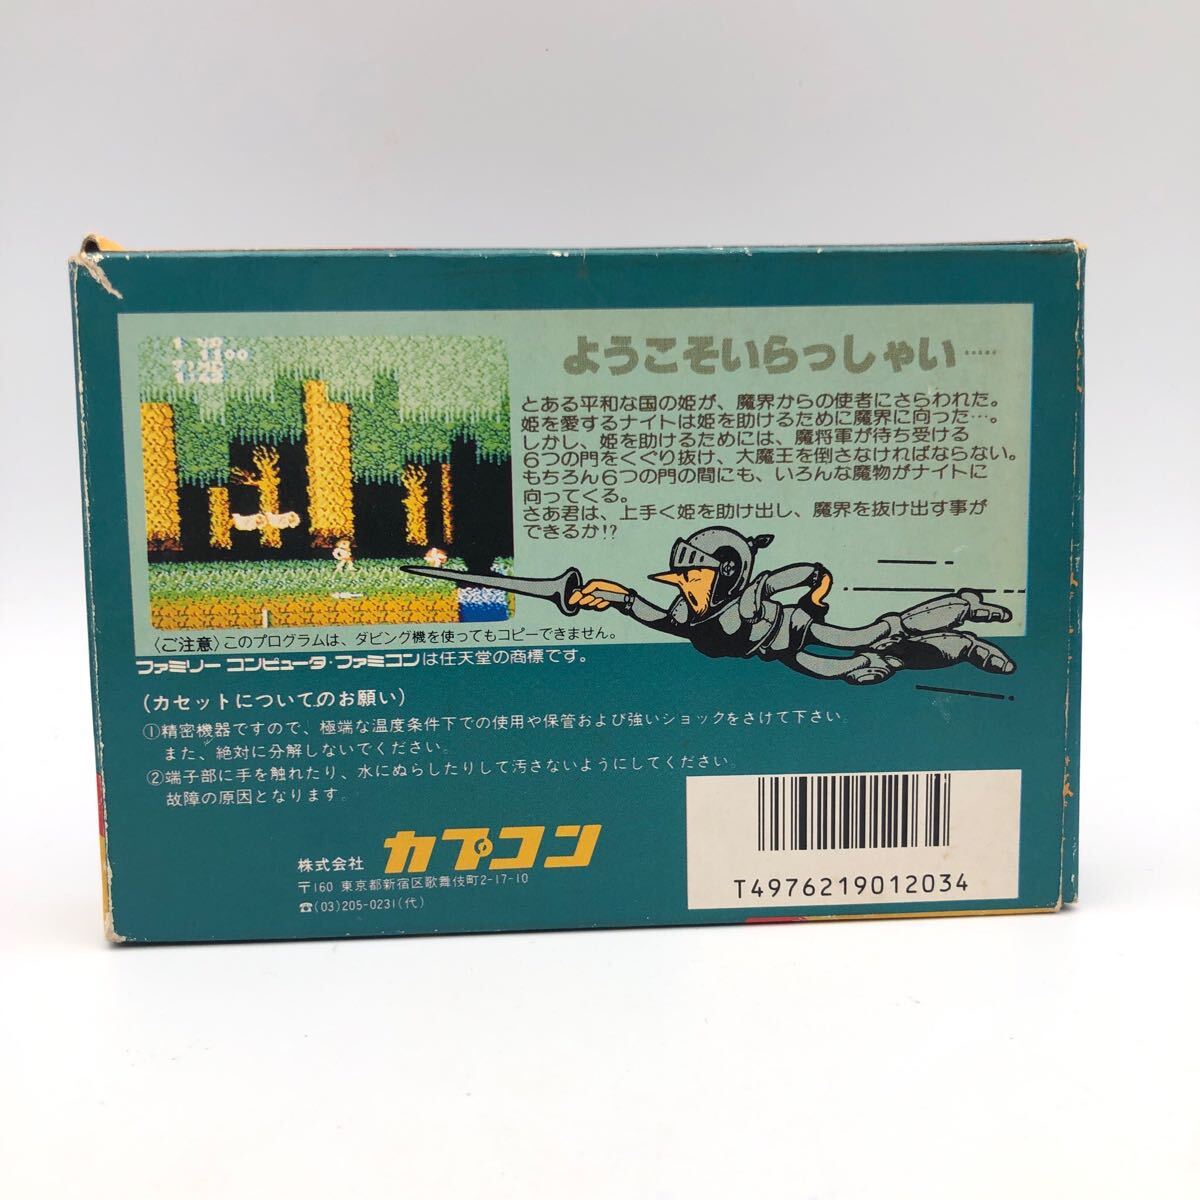 ようこそいらっしゃい……
とある平和な国の姫が、魔界からの使者にさらわれた。
姫を愛するナイトは姫を助けるために魔界に向った…。
しかし、姫を助けるためには、魔将軍が待ち受ける
6つの門をくぐり抜け、大魔王を倒さなければならない。
もちろん6つの門の間にも、いろんな魔物がナイトに
向ってくる。
さあ君は、上手く姫を助け出し、魔界を抜け出す事が
できるか!?
〈ご注意〉このプログラムは、ダビング機を使ってもコピーできません。
ファミリーコンピュータ・ファミコンは任天堂の商標です。
(カセットについてのお願い)
①精密機器ですので、極端な温度条件下での使用や保管および強いショックをさけて下さい。
また、絶対に分解しないでください。
②端子部に手を触れたり、水にぬらしたりして汚さないようにしてください。
故障の原因となります。
株式会社 カプコン
〒160 東京都新宿区歌舞伎町2-17-10
☎(03)205-0231(代)
T4976219012034